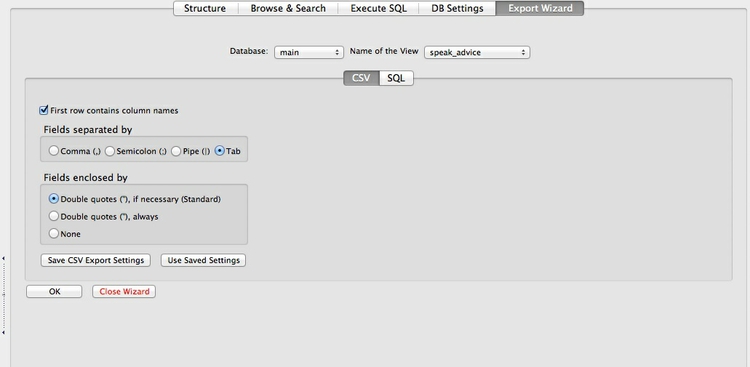 Structure Browse & Search Execute SQL DB Settings Export Wizard
Database: main Name of the View speak_advice
CSV SQL
First row contains column names
Fields separated by
Comma (,) Semicolon (;) Pipe (|) Tab
Fields enclosed by
Double quotes ("), if necessary (Standard)
Double quotes ("), always
None
Save CSV Export Settings Use Saved Settings
OK Close Wizard